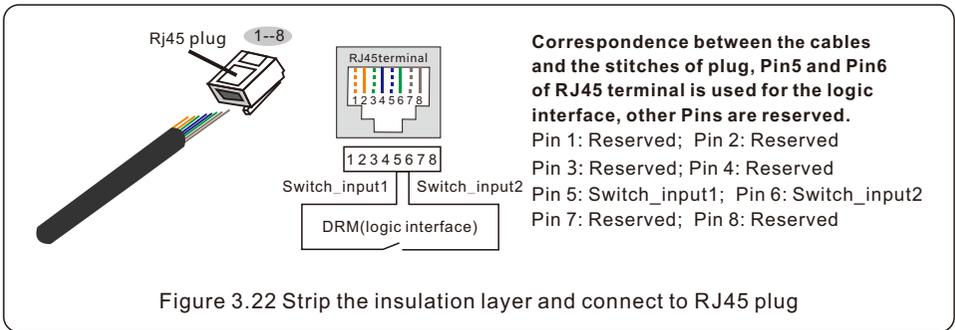 Rj45 plug
1--8
RJ45terminal
12345678
12345678
Switch_input1
Switch_input2
DRM(logic interface)
Correspondence between the cables
and the stitches of plug, Pin5 and Pin6
of RJ45 terminal is used for the logic
interface, other Pins are reserved.
Pin 1: Reserved; Pin 2: Reserved
Pin 3: Reserved; Pin 4: Reserved
Pin 5: Switch_input1; Pin 6: Switch_input2
Pin 7: Reserved; Pin 8: Reserved
Figure 3.22 Strip the insulation layer and connect to RJ45 plug